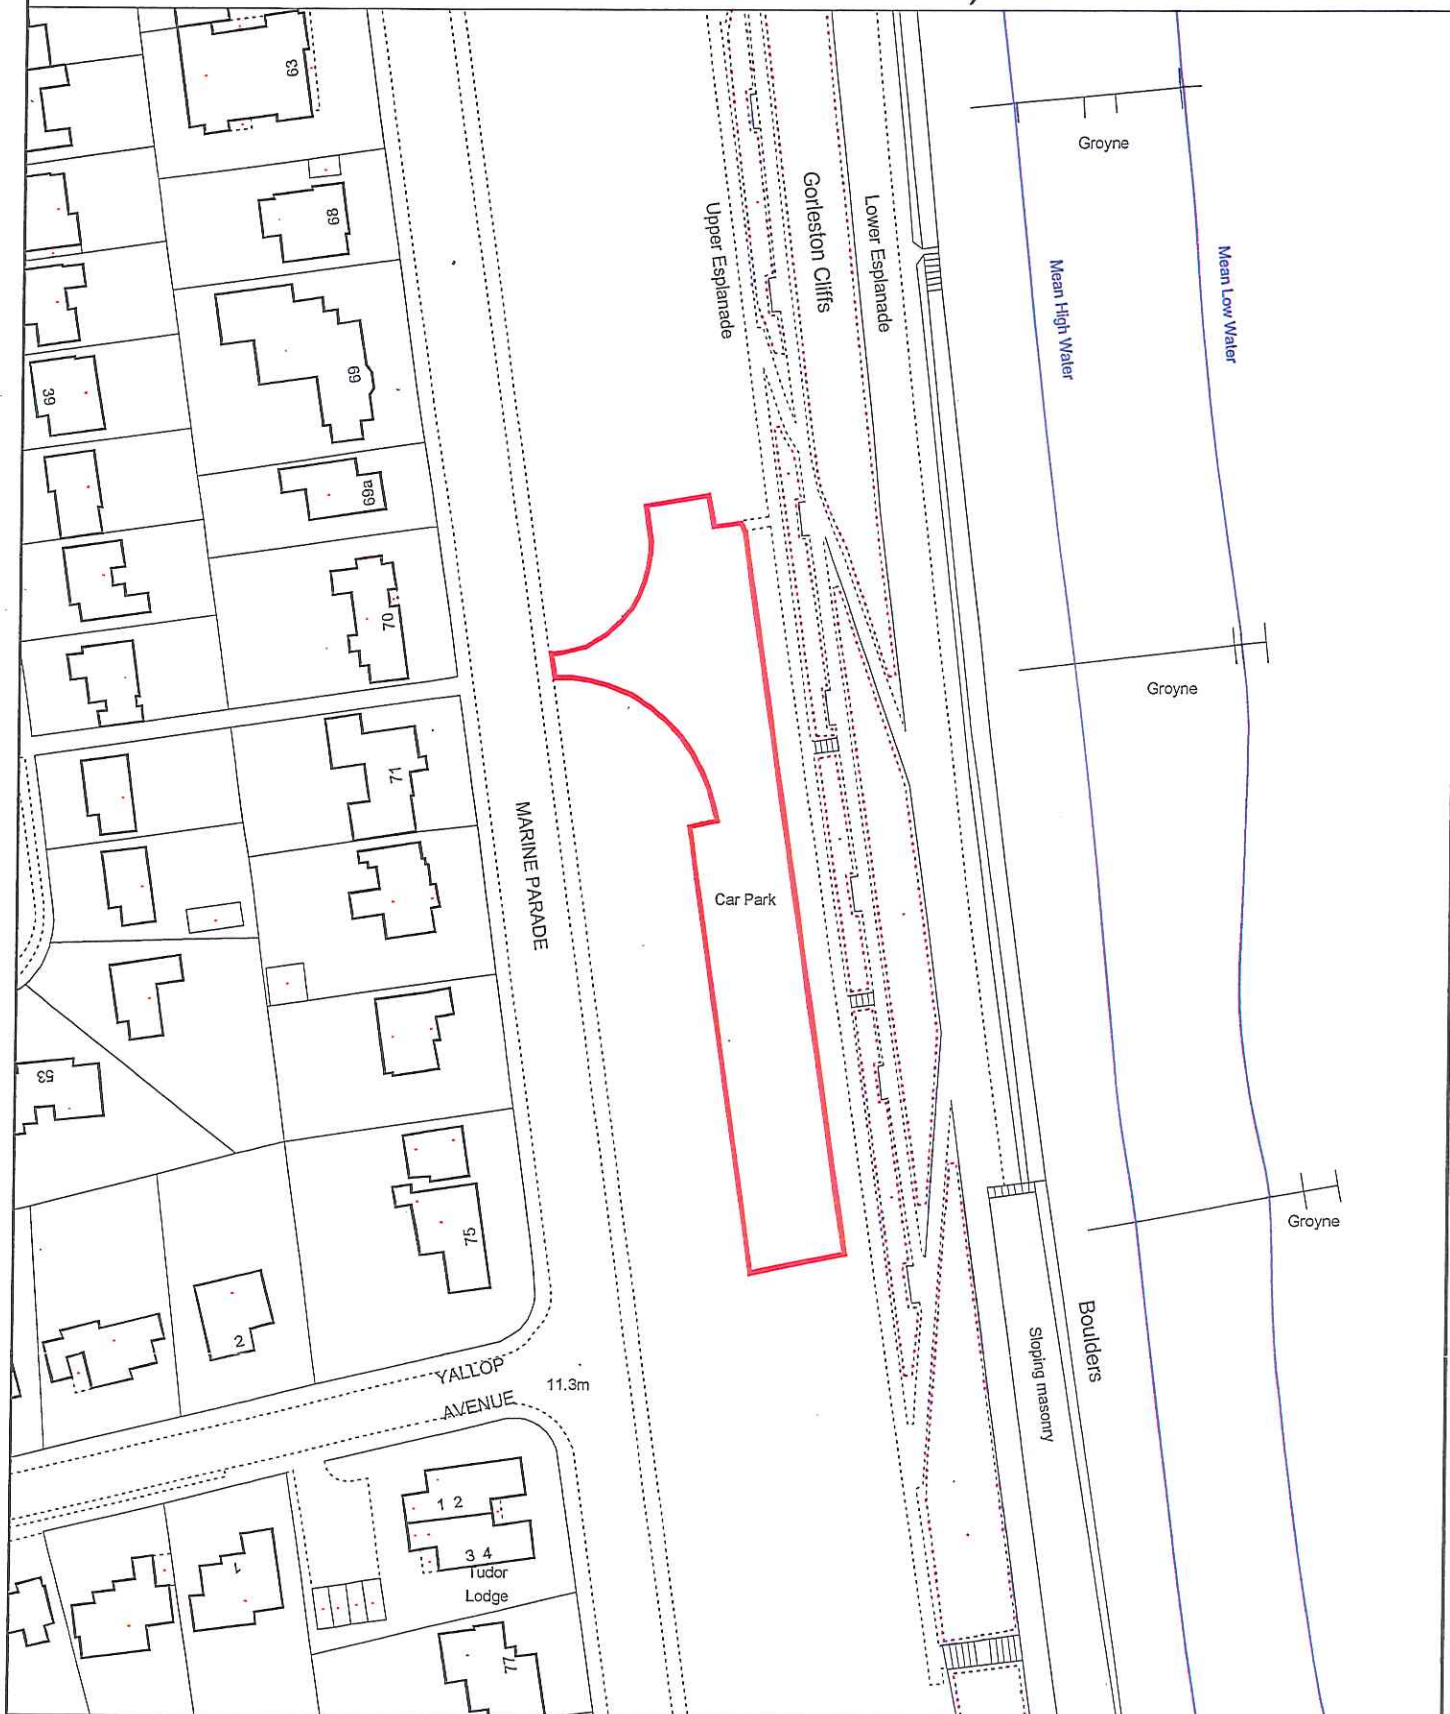 63
Groyne
68
Upper Esplanade
Gorleston Cliffs
Lower Esplanade
Mean High Water
Mean Low Water
69
39
69a
70
Groyne
71
MARINE PARADE
Car Park
53
75
Groyne
2
Boulders
Sloping masonry
YALLOP
AVENUE
11.3m
1 2
3 4
Tudor
Lodge
1
77